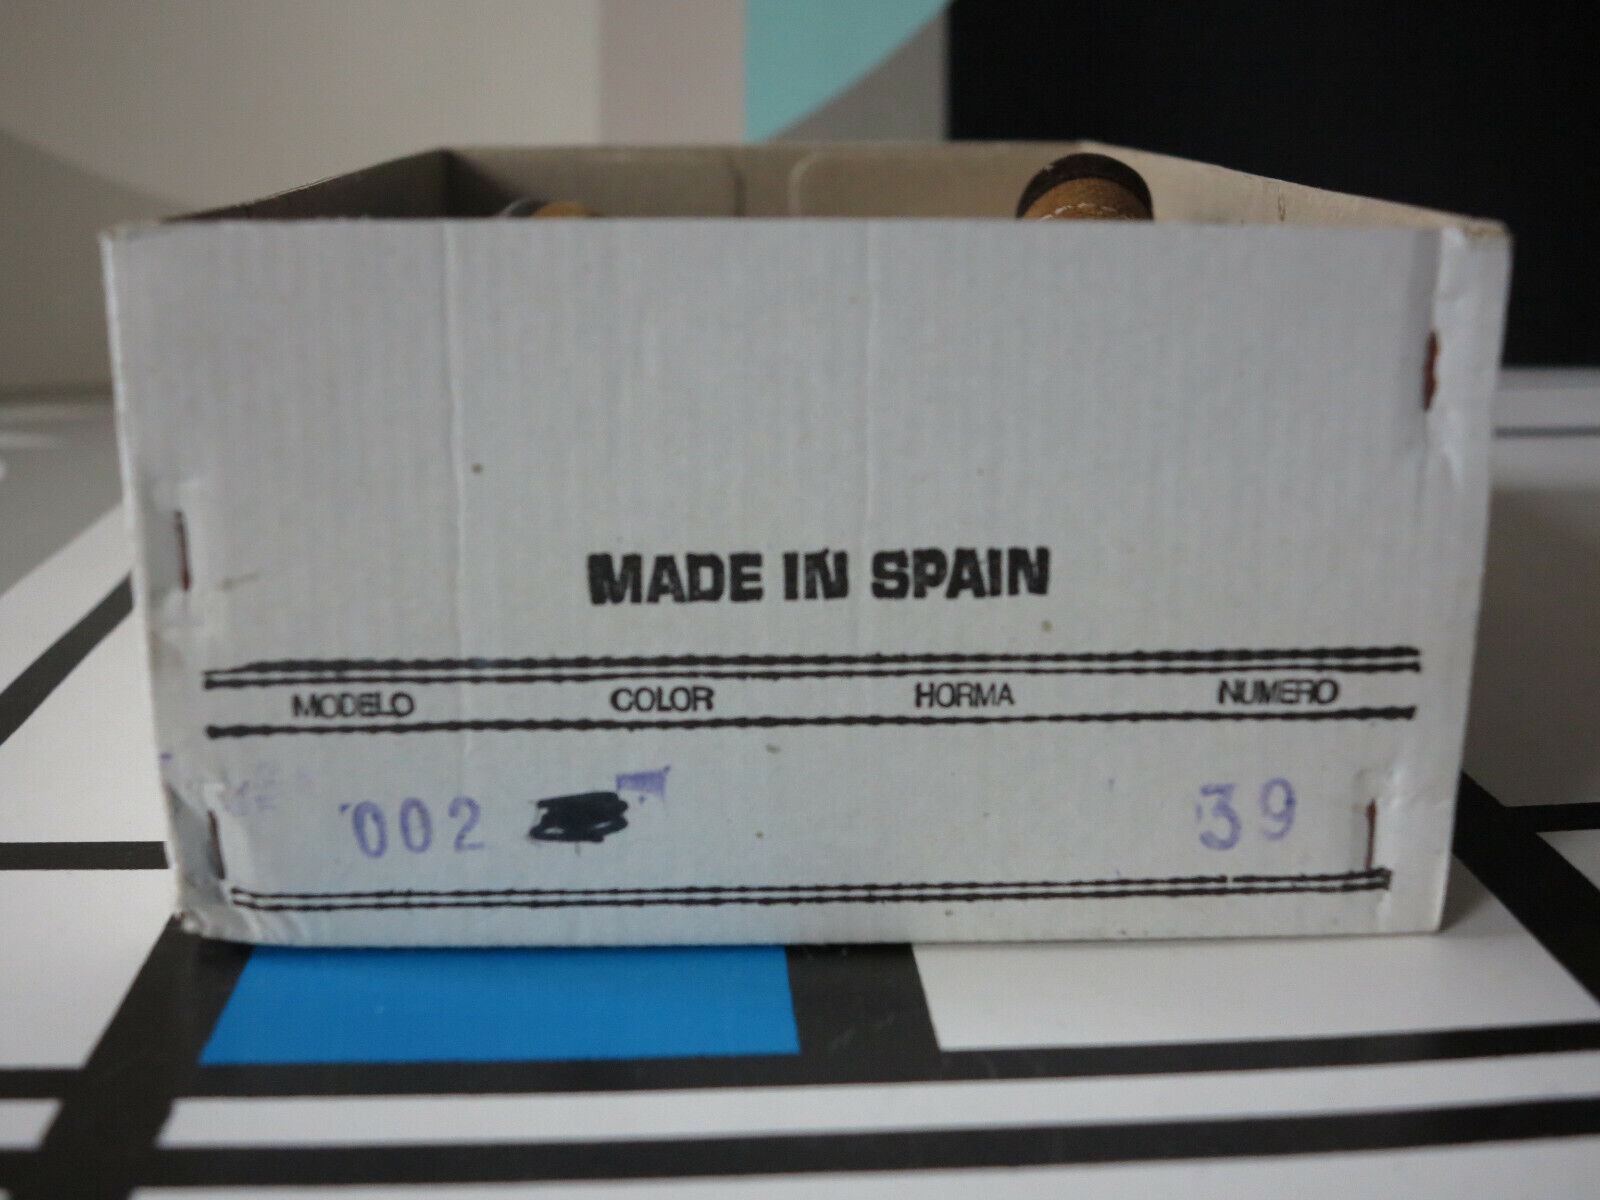 MADE IN SPAIN
MODELO COLOR HORMA NUMERO
002 39